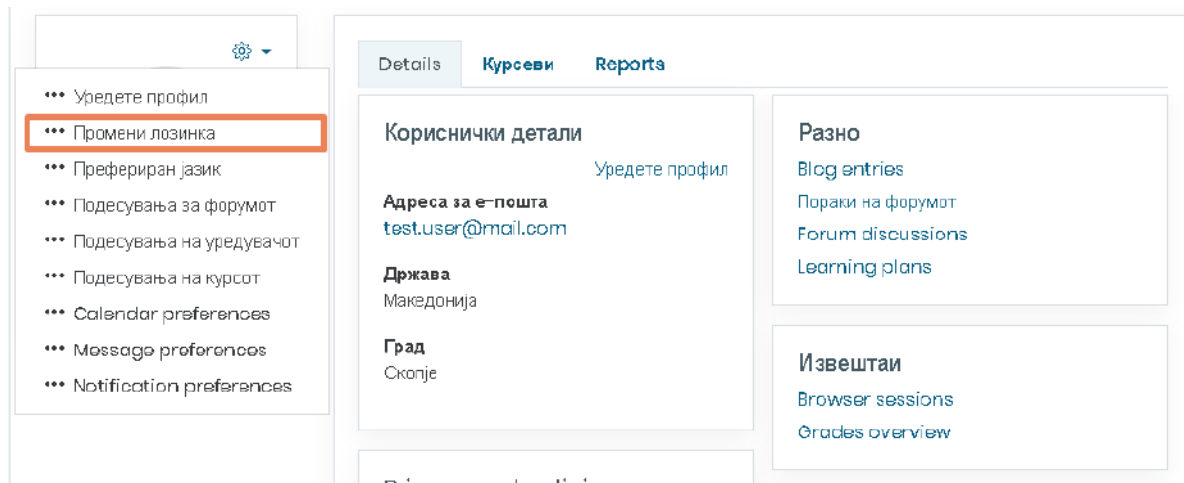 Уредете профил
Промени лозинка
Префериран јазик
Подесувања за форумот
Подесувања на уредувачот
Подесувања на курсот
Calendar preferences
Message preferences
Notification preferences
Details Курсеви Reports
Кориснички детали
Уредете профил
Адреса за е-пошта
test.user@mail.com
Држава
Македонија
Град
Скопје
Разно
Blog entries
Пораки на форумот
Forum discussions
Learning plans
Извештаи
Browser sessions
Grades overview